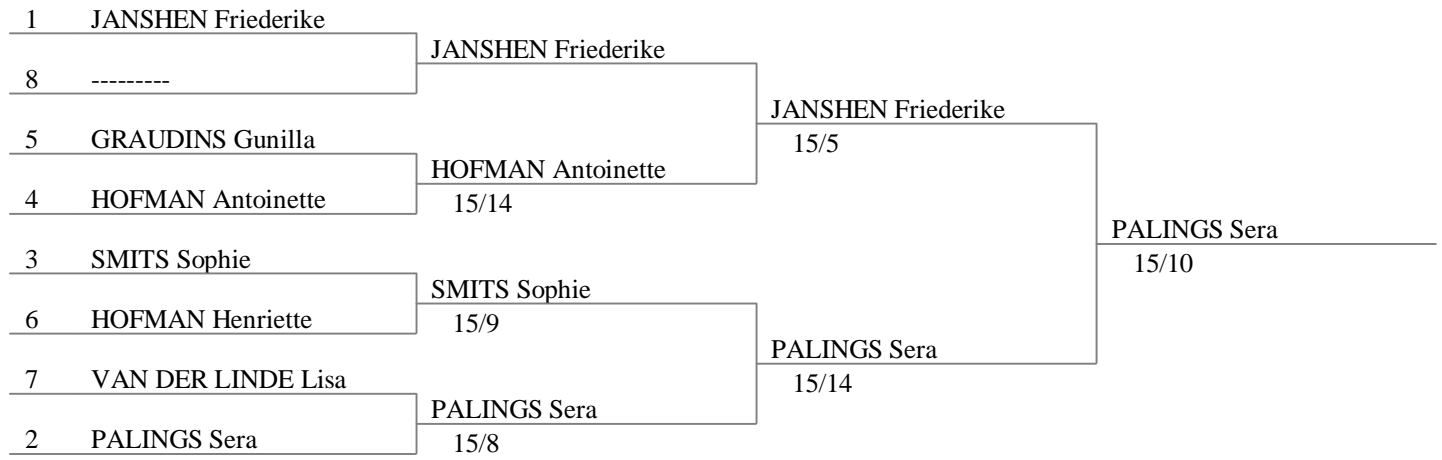 1 JANSHEN Friederike
JANSHEN Friederike
8 ---------
JANSHEN Friederike
5 GRAUDINS Gunilla
15/5
HOFMAN Antoinette
4 HOFMAN Antoinette
15/14
PALINGS Sera
3 SMITS Sophie
15/10
SMITS Sophie
6 HOFMAN Henriette
15/9
PALINGS Sera
7 VAN DER LINDE Lisa
15/14
PALINGS Sera
2 PALINGS Sera
15/8